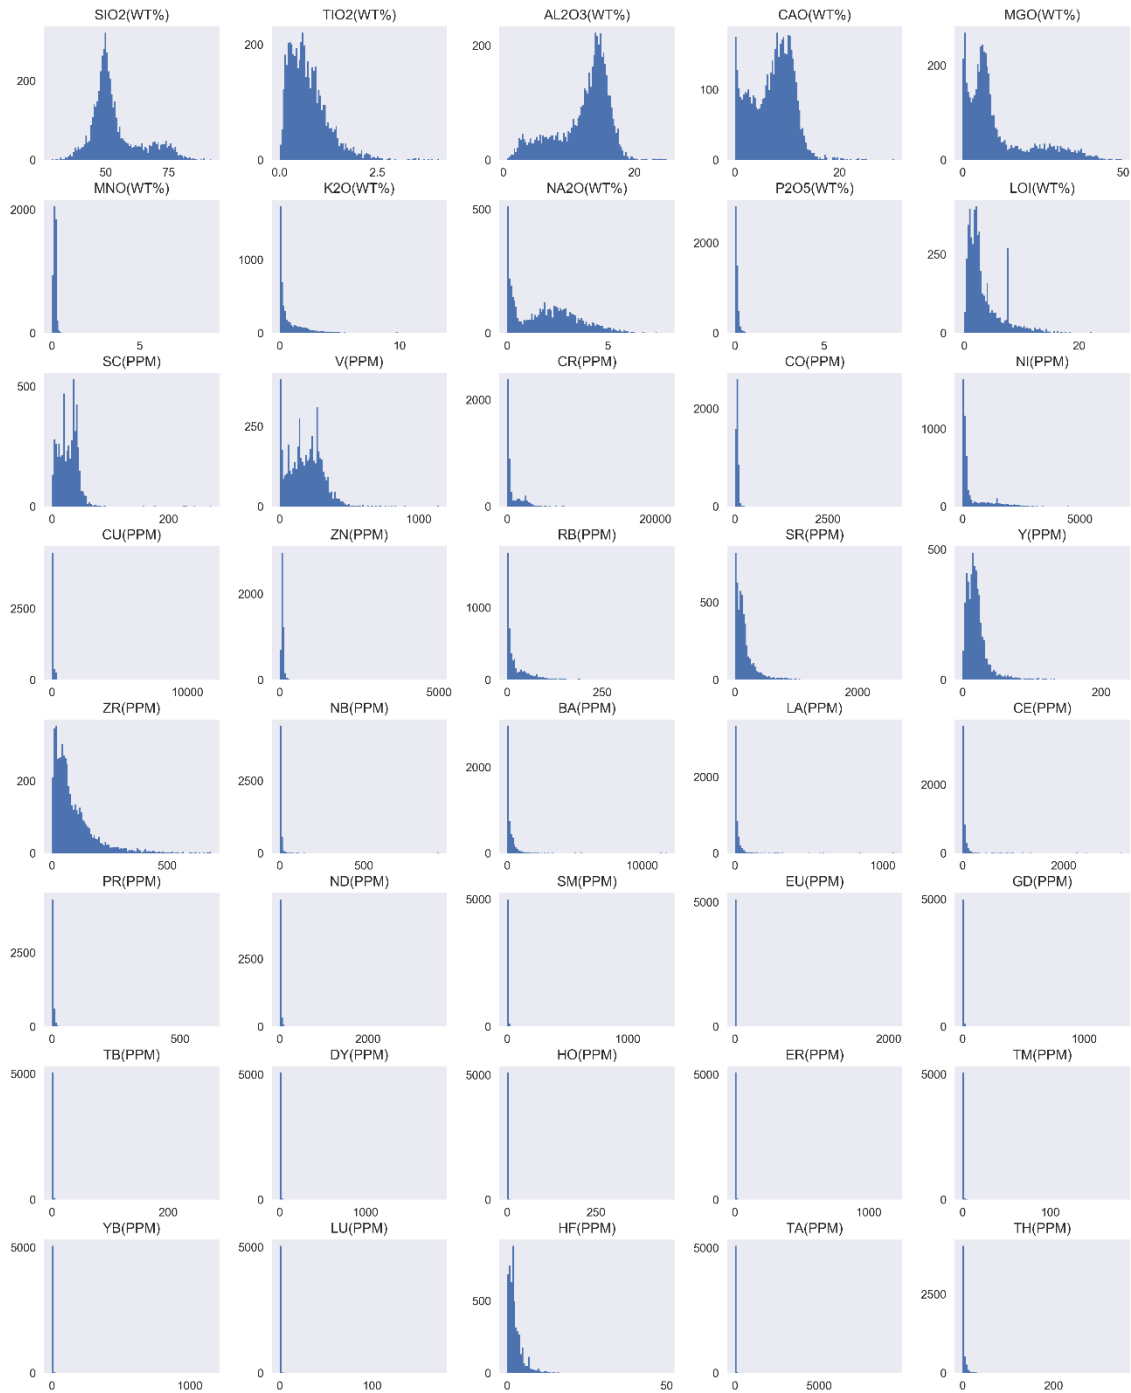 SIO2(WT%) TIO2(WT%) AL2O3(WT%) CAO(WT%) MGO(WT%)
200 200 200 100 200
0 0 0 0 0
50 75 0.0 2.5 0 20 0 20 0 50
MNO(WT%) K2O(WT%) NA2O(WT%) P2O5(WT%) LOI(WT%)
2000 1000 500 2000 250
0 0 0 0 0
0 5 0 10 0 5 0 5 0 20
SC(PPM) V(PPM) CR(PPM) CO(PPM) NI(PPM)
500 250 2000 2000 1000
0 0 0 0 0
0 200 0 1000 0 20000 0 2500 0 5000
CU(PPM) ZN(PPM) RB(PPM) SR(PPM) Y(PPM)
2500 2000 1000 500 500
0 0 0 0 0
0 10000 0 5000 0 250 0 2000 0 200
ZR(PPM) NB(PPM) BA(PPM) LA(PPM) CE(PPM)
200 2500 2000 2000 2000
0 0 0 0 0
0 500 0 500 0 10000 0 1000 0 2000
PR(PPM) ND(PPM) SM(PPM) EU(PPM) GD(PPM)
2500 2500 5000 5000 5000
0 0 0 0 0
0 500 0 2000 0 1000 0 2000 0 1000
TB(PPM) DY(PPM) HO(PPM) ER(PPM) TM(PPM)
5000 5000 5000 5000 5000
0 0 0 0 0
0 200 0 1000 0 250 0 1000 0 100
YB(PPM) LU(PPM) HF(PPM) TA(PPM) TH(PPM)
5000 5000 500 5000 2500
0 0 0 0 0
0 1000 0 100 0 50 0 5000 0 200